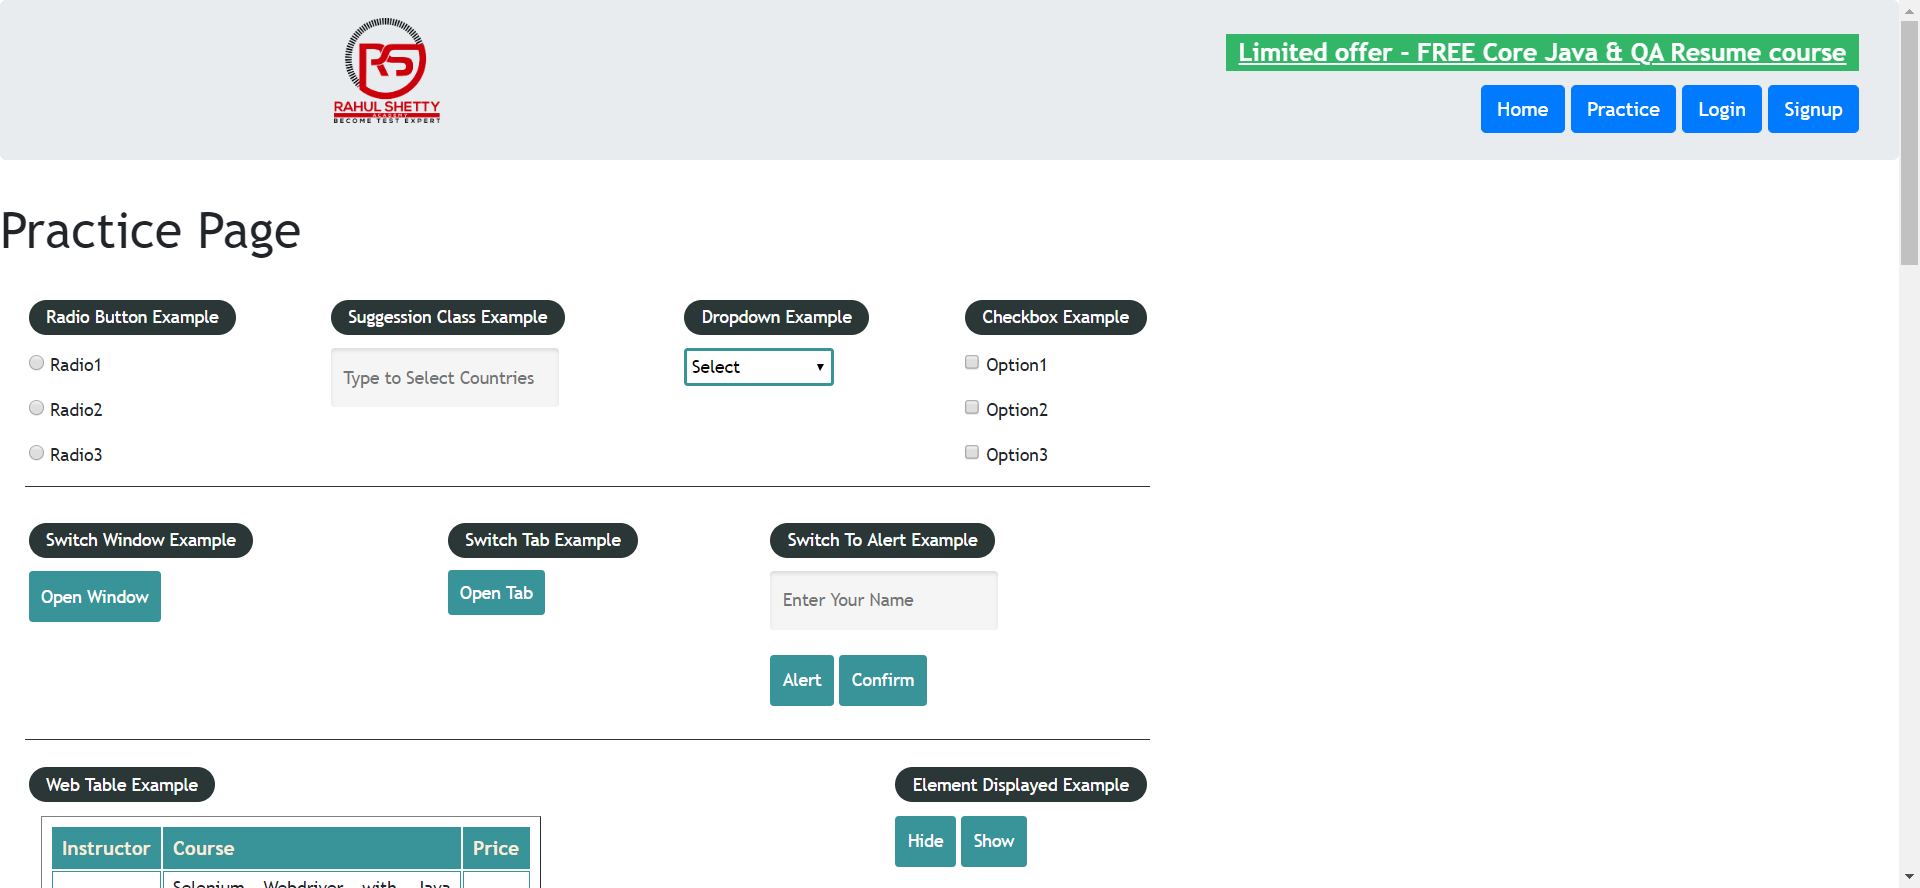 RAHUL SHETTY
ACADEMY
BECOME TEST EXPERT
Limited offer - FREE Core Java & QA Resume course
Home Practice Login Signup
Practice Page
Radio Button Example
Radio1
Radio2
Radio3
Suggession Class Example
Type to Select Countries
Dropdown Example
Select
Checkbox Example
Option1
Option2
Option3
Switch Window Example
Open Window
Switch Tab Example
Open Tab
Switch To Alert Example
Enter Your Name
Alert Confirm
Web Table Example
Instructor Course Price
Selenium Webdriver with Java
Element Displayed Example
Hide Show